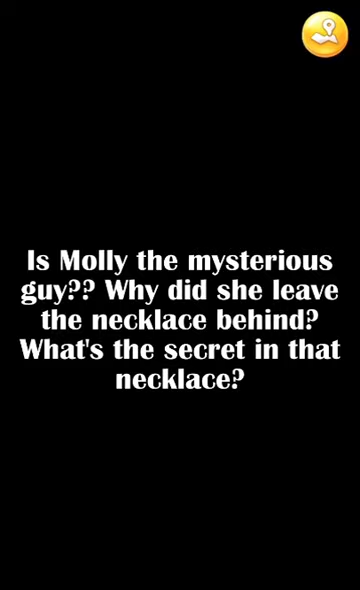 Is Molly the mysterious
guy?? Why did she leave
the necklace behind?
What's the secret in that
necklace?